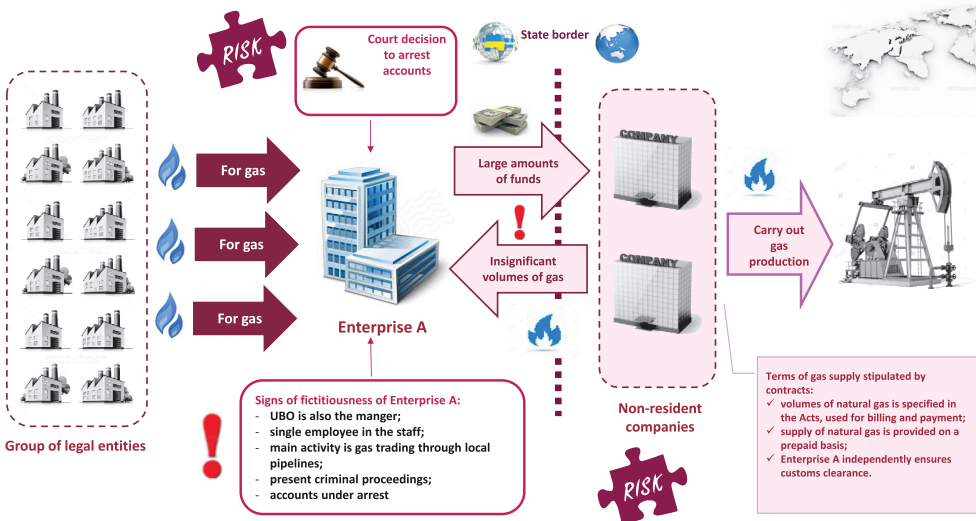 RISK
Court decision
to arrest
accounts
State border
For gas
For gas
For gas
Large amounts
of funds
Insignificant
volumes of gas
COMPANY
COMPANY
Carry out
gas
production
Enterprise A
Group of legal entities
Signs of fictitiousness of Enterprise A:
- UBO is also the manger;
- single employee in the staff;
- main activity is gas trading through local
pipelines;
- present criminal proceedings;
- accounts under arrest
Non-resident
companies
RISK
Terms of gas supply stipulated by
contracts:
✓ volumes of natural gas is specified in
the Acts, used for billing and payment;
✓ supply of natural gas is provided on a
prepaid basis;
✓ Enterprise A independently ensures
customs clearance.